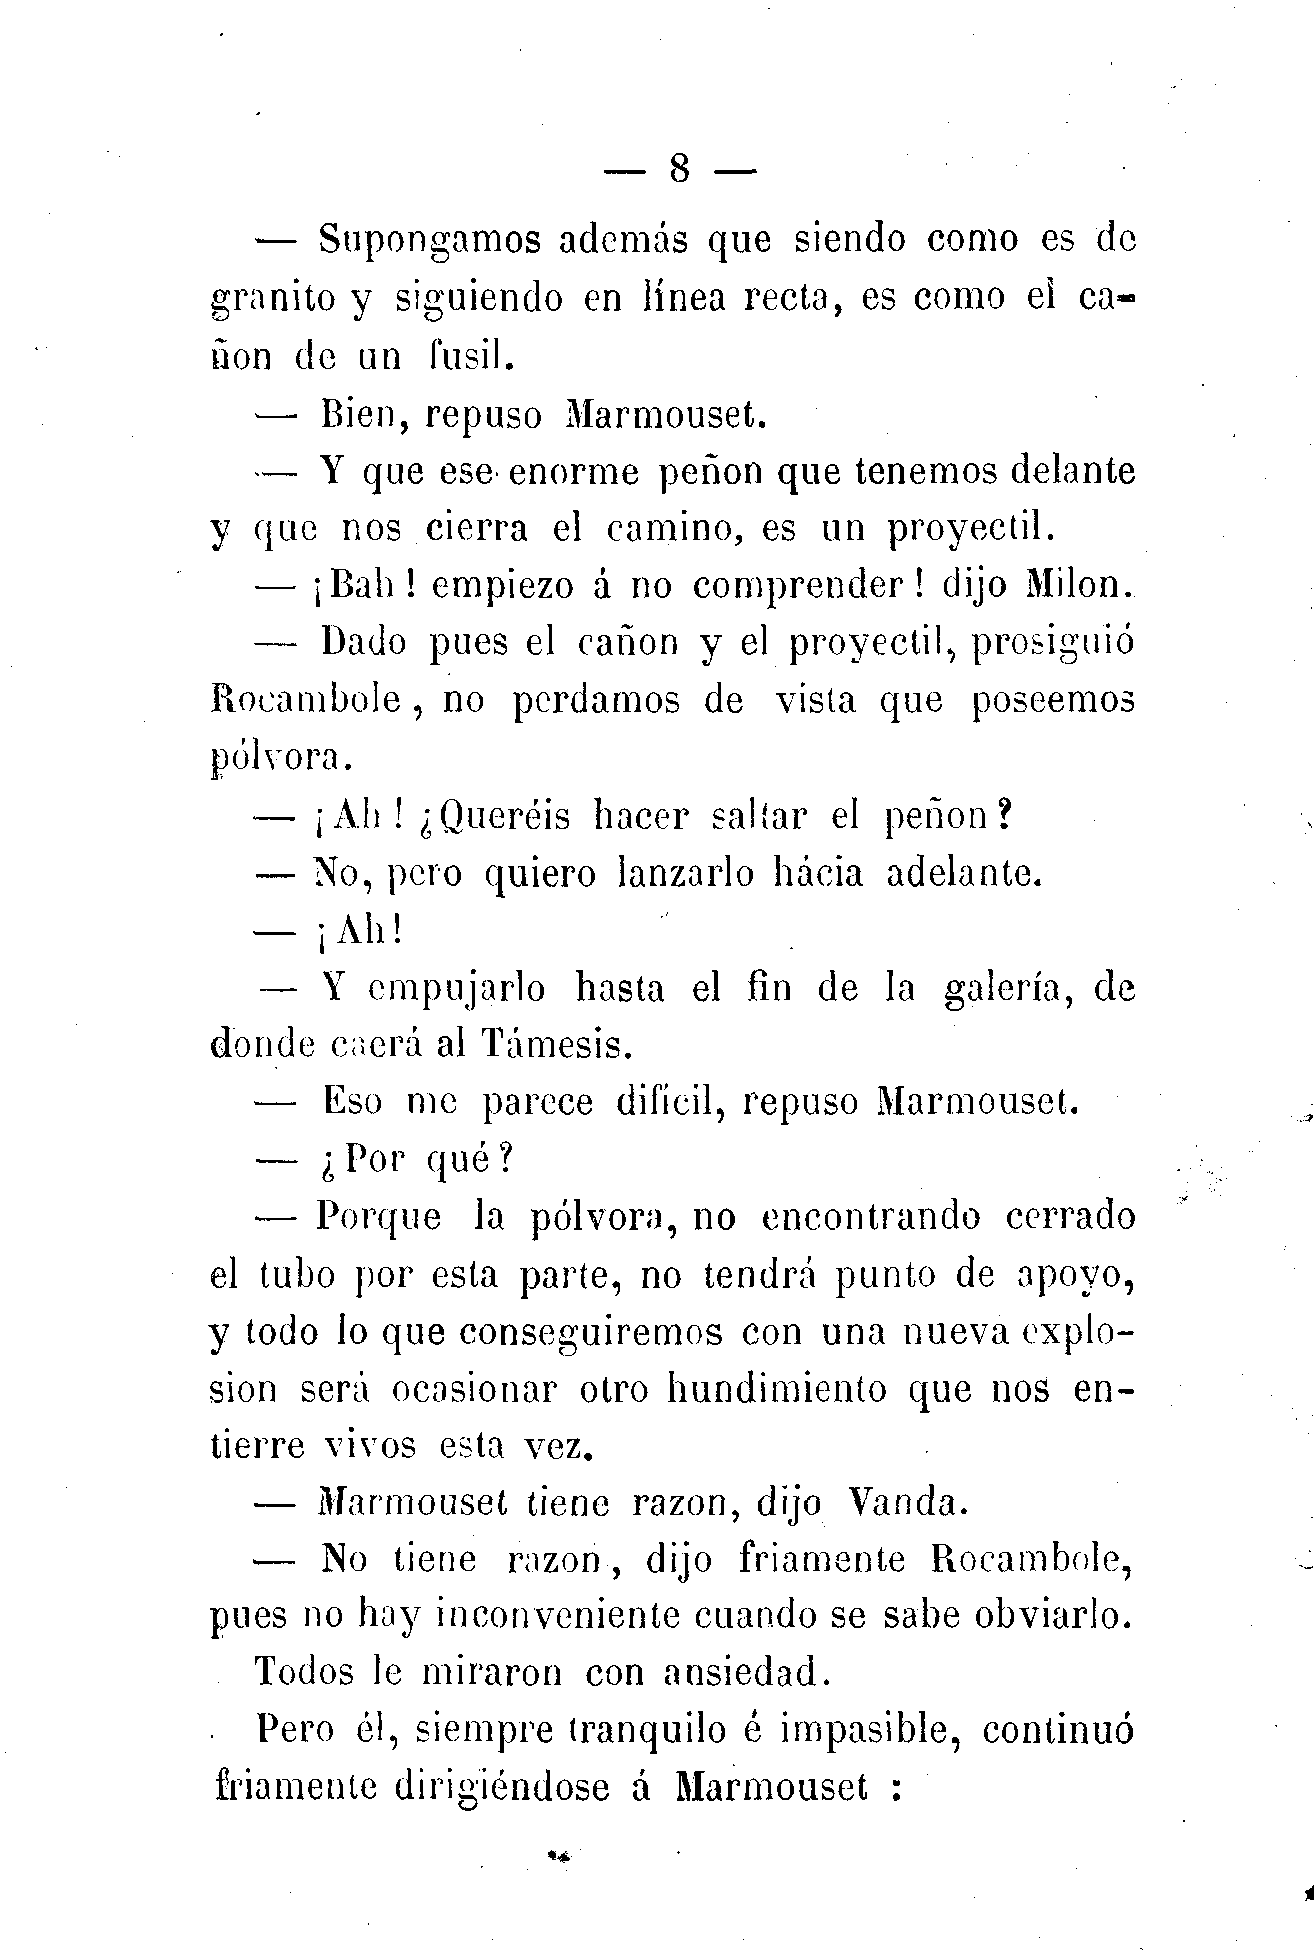 — 8 —
— Supongamos además que siendo como es de
granito y siguiendo en línea recta, es como el ca-
ñon de un fusil.
— Bien, repuso Marmouset.
— Y que ese enorme peñon que tenemos delante
y que nos cierra el camino, es un proyectil.
— ¡Bah! empiezo á no comprender! dijo Milon.
— Dado pues el cañon y el proyectil, prosiguió
Rocambole, no perdamos de vista que poseemos
pólvora.
— ¡Ah! ¿Queréis hacer saltar el peñon?
— No, pero quiero lanzarlo hácia adelante.
— ¡Ah!
— Y empujarlo hasta el fin de la galería, de
donde caerá al Támesis.
— Eso me parece difícil, repuso Marmouset.
— ¿Por qué?
— Porque la pólvora, no encontrando cerrado
el tubo por esta parte, no tendrá punto de apoyo,
y todo lo que conseguiremos con una nueva explo-
sion será ocasionar otro hundimiento que nos en-
tierre vivos esta vez.
— Marmouset tiene razon, dijo Vanda.
— No tiene razon, dijo friamente Rocambole,
pues no hay inconveniente cuando se sabe obviarlo.
Todos le miraron con ansiedad.
Pero él, siempre tranquilo é impasible, continuó
friamente dirigiéndose á Marmouset :